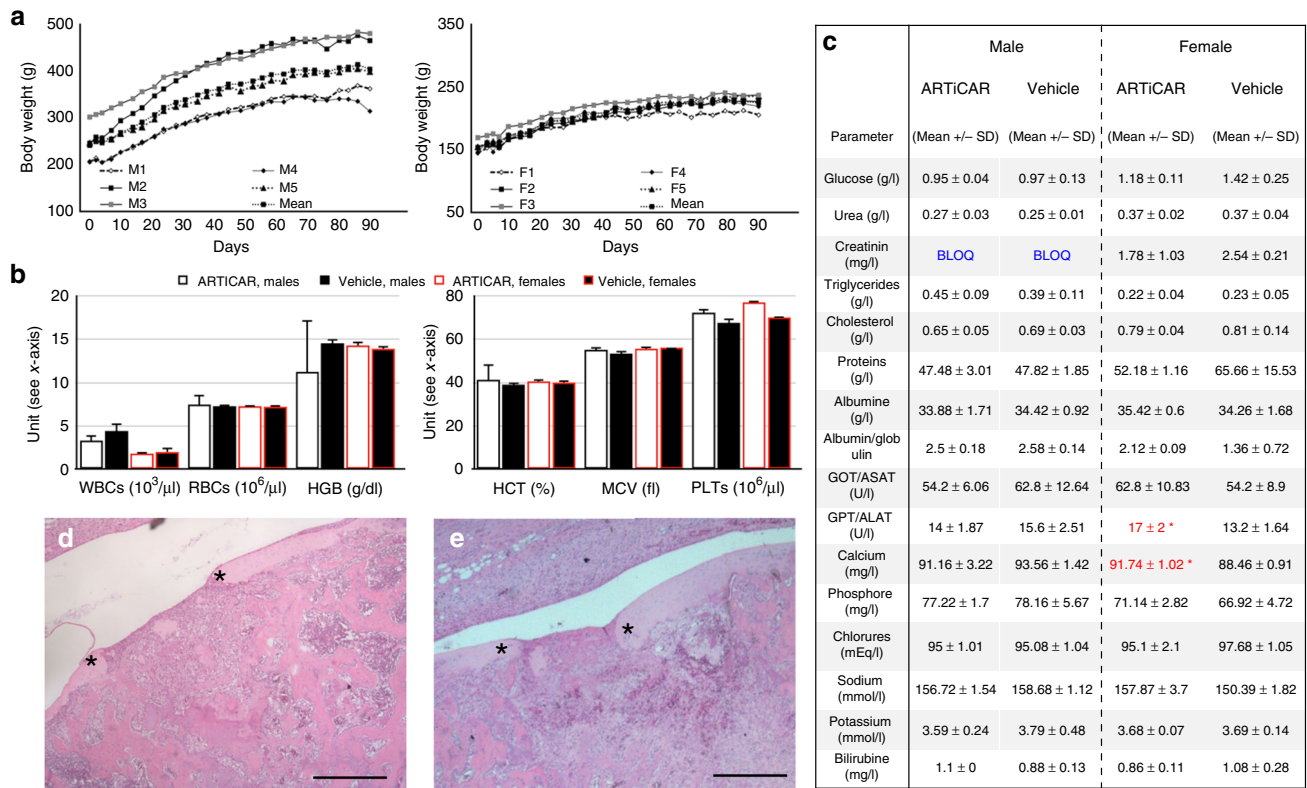 a
500
400
300
200
100
Body weight (g)
M1
M2
M3
M4
M5
Mean
0 10 20 30 40 50 60 70 80 90
Days
350
250
150
50
Body weight (g)
F1
F2
F3
F4
F5
Mean
0 10 20 30 40 50 60 70 80 90
Days
b
ARTICAR, males Vehicle, males ARTICAR, females Vehicle, females
20
15
10
5
0
Unit (see x-axis)
WBCs (10³/µl) RBCs (10⁶/µl) HGB (g/dl)
80
60
40
20
0
Unit (see x-axis)
HCT (%) MCV (fl) PLTs (10⁶/µl)
d
*
*
e
*
*
c
Male Female
ARTiCAR Vehicle ARTiCAR Vehicle
Parameter (Mean +/– SD) (Mean +/– SD) (Mean +/– SD) (Mean +/– SD)
Glucose (g/l) 0.95 ± 0.04 0.97 ± 0.13 1.18 ± 0.11 1.42 ± 0.25
Urea (g/l) 0.27 ± 0.03 0.25 ± 0.01 0.37 ± 0.02 0.37 ± 0.04
Creatinin
(mg/l) BLOQ BLOQ 1.78 ± 1.03 2.54 ± 0.21
Triglycerides
(g/l) 0.45 ± 0.09 0.39 ± 0.11 0.22 ± 0.04 0.23 ± 0.05
Cholesterol
(g/l) 0.65 ± 0.05 0.69 ± 0.03 0.79 ± 0.04 0.81 ± 0.14
Proteins
(g/l) 47.48 ± 3.01 47.82 ± 1.85 52.18 ± 1.16 65.66 ± 15.53
Albumine
(g/l) 33.88 ± 1.71 34.42 ± 0.92 35.42 ± 0.6 34.26 ± 1.68
Albumin/glob
ulin 2.5 ± 0.18 2.58 ± 0.14 2.12 ± 0.09 1.36 ± 0.72
GOT/ASAT
(U/l) 54.2 ± 6.06 62.8 ± 12.64 62.8 ± 10.83 54.2 ± 8.9
GPT/ALAT
(U/l) 14 ± 1.87 15.6 ± 2.51 17 ± 2 * 13.2 ± 1.64
Calcium
(mg/l) 91.16 ± 3.22 93.56 ± 1.42 91.74 ± 1.02 * 88.46 ± 0.91
Phosphore
(mg/l) 77.22 ± 1.7 78.16 ± 5.67 71.14 ± 2.82 66.92 ± 4.72
Chlorures
(mEq/l) 95 ± 1.01 95.08 ± 1.04 95.1 ± 2.1 97.68 ± 1.05
Sodium
(mmol/l) 156.72 ± 1.54 158.68 ± 1.12 157.87 ± 3.7 150.39 ± 1.82
Potassium
(mmol/l) 3.59 ± 0.24 3.79 ± 0.48 3.68 ± 0.07 3.69 ± 0.14
Bilirubine
(mg/l) 1.1 ± 0 0.88 ± 0.13 0.86 ± 0.11 1.08 ± 0.28